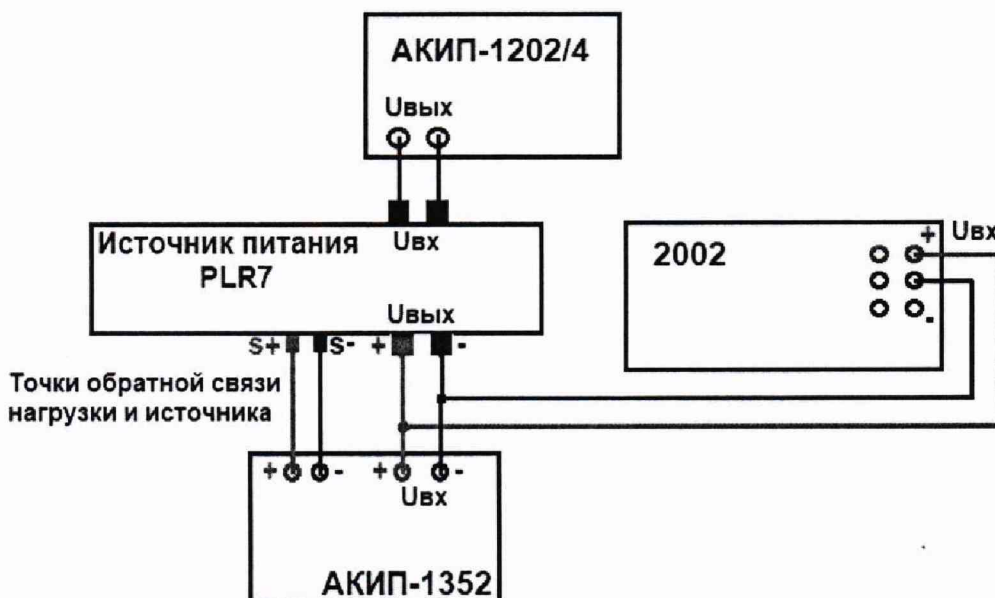 АКИП-1202/4
Uвых
Источник питания
PLR7
Uвх
Uвых
S+ S- + -
2002
+ Uвх
-
Точки обратной связи
нагрузки и источника
+ - + -
Uвх
АКИП-1352